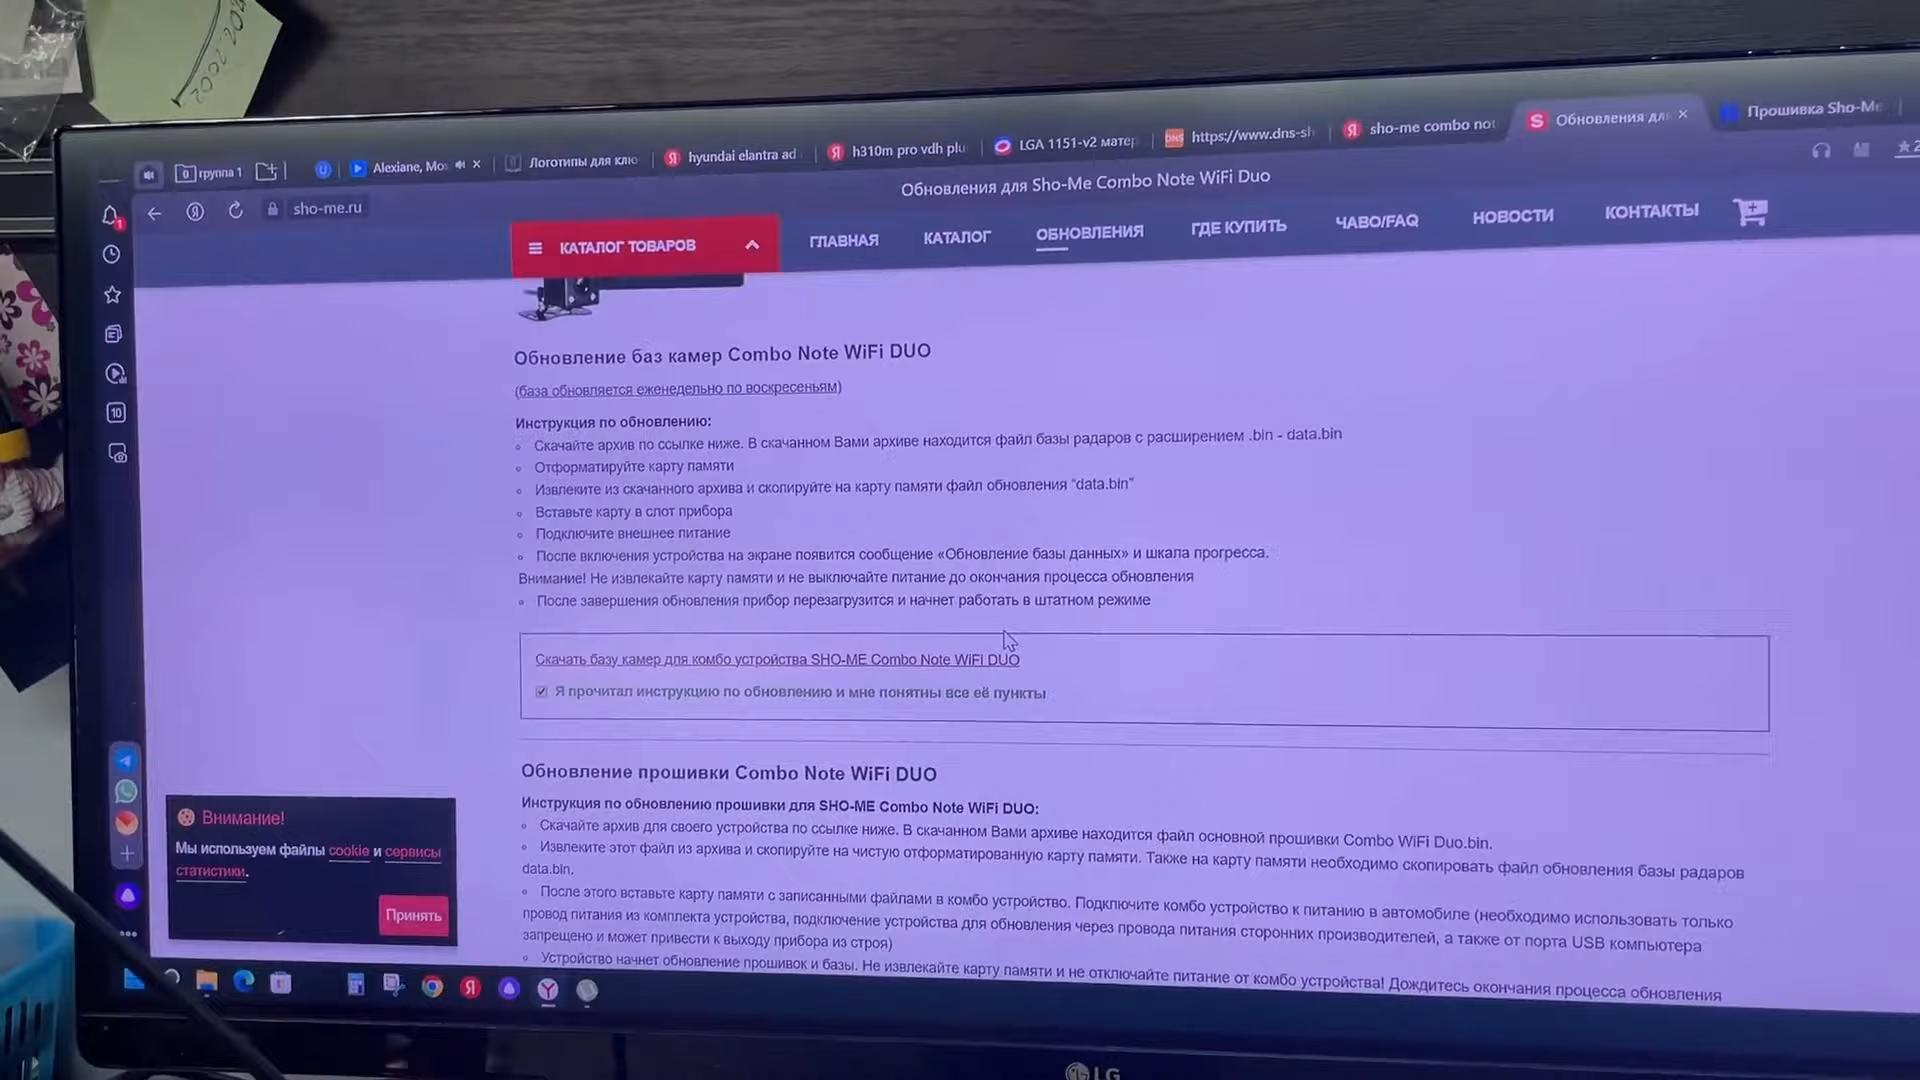 группа 1
Alexiane, Mos
Логотипы для клю
hyundai elantra ad
h310m pro vdh plu
LGA 1151-v2 матер
https://www.dns-sh
sho-me combo not
Обновления для
Прошивка Sho-Me
sho-me.ru
Обновления для Sho-Me Combo Note WiFi Duo
КАТАЛОГ ТОВАРОВ
ГЛАВНАЯ
КАТАЛОГ
ОБНОВЛЕНИЯ
ГДЕ КУПИТЬ
ЧАВО/FAQ
НОВОСТИ
КОНТАКТЫ
Обновление баз камер Combo Note WiFi DUO
(база обновляется еженедельно по воскресеньям)
Инструкция по обновлению:
Скачайте архив по ссылке ниже. В скачанном Вами архиве находится файл базы радаров с расширением .bin - data.bin
Отформатируйте карту памяти
Извлеките из скачанного архива и скопируйте на карту памяти файл обновления "data.bin"
Вставьте карту в слот прибора
Подключите внешнее питание
После включения устройства на экране появится сообщение «Обновление базы данных» и шкала прогресса.
Внимание! Не извлекайте карту памяти и не выключайте питание до окончания процесса обновления
После завершения обновления прибор перезагрузится и начнет работать в штатном режиме
Скачать базу камер для комбо устройства SHO-ME Combo Note WiFi DUO
Я прочитал инструкцию по обновлению и мне понятны все её пункты
Обновление прошивки Combo Note WiFi DUO
Инструкция по обновлению прошивки для SHO-ME Combo Note WiFi DUO:
Скачайте архив для своего устройства по ссылке ниже. В скачанном Вами архиве находится файл основной прошивки Combo WiFi Duo.bin.
Извлеките этот файл из архива и скопируйте на чистую отформатированную карту памяти. Также на карту памяти необходимо скопировать файл обновления базы радаров
data.bin.
После этого вставьте карту памяти с записанными файлами в комбо устройство. Подключите комбо устройство к питанию в автомобиле (необходимо использовать только
провод питания из комплекта устройства, подключение устройства для обновления через провода питания сторонних производителей, а также от порта USB компьютера
запрещено и может привести к выходу прибора из строя)
Устройство начнет обновление прошивок и базы. Не извлекайте карту памяти и не отключайте питание от комбо устройства! Дождитесь окончания процесса обновления
Внимание!
Мы используем файлы cookie и сервисы
статистики.
Принять
10
LG